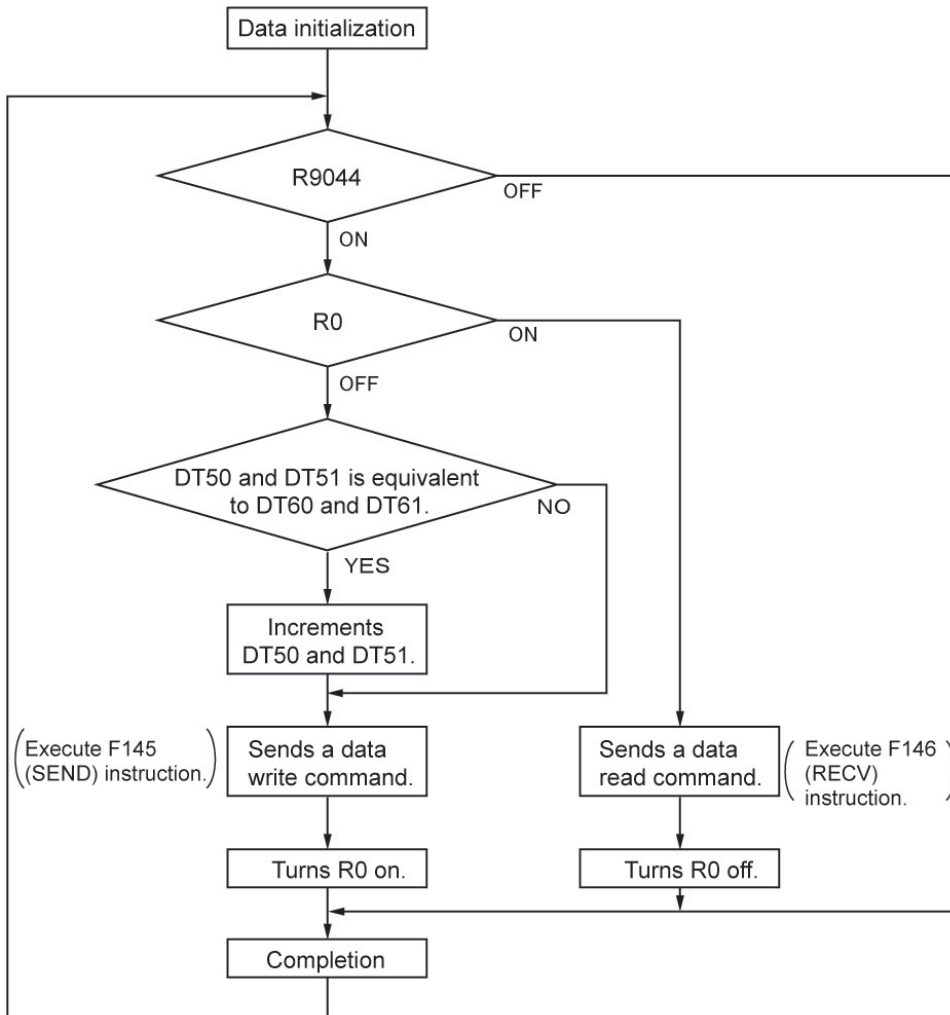 Data initialization
R9044
OFF
ON
R0
ON
OFF
DT50 and DT51 is equivalent
to DT60 and DT61.
NO
YES
Increments
DT50 and DT51.
(Execute F145
(SEND) instruction.)
Sends a data
write command.
Sends a data
read command.
(Execute F146
(RECV)
instruction.)
Turns R0 on.
Turns R0 off.
Completion